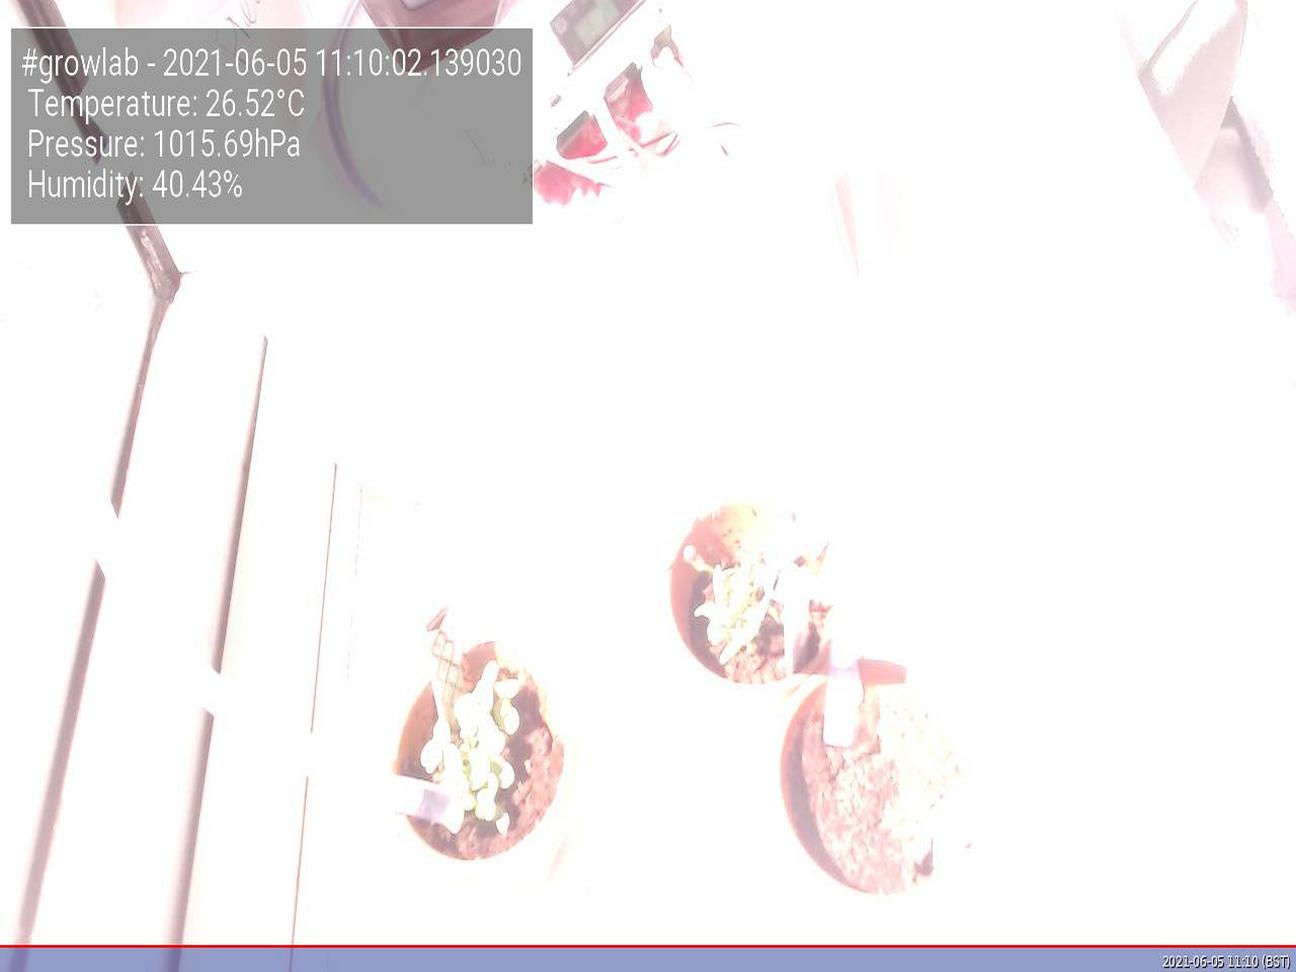 #growlab - 2021-06-05 11:10:02.139030
Temperature: 26.52°C
Pressure: 1015.69hPa
Humidity: 40.43%
2021-06-05 11:10 (BST)